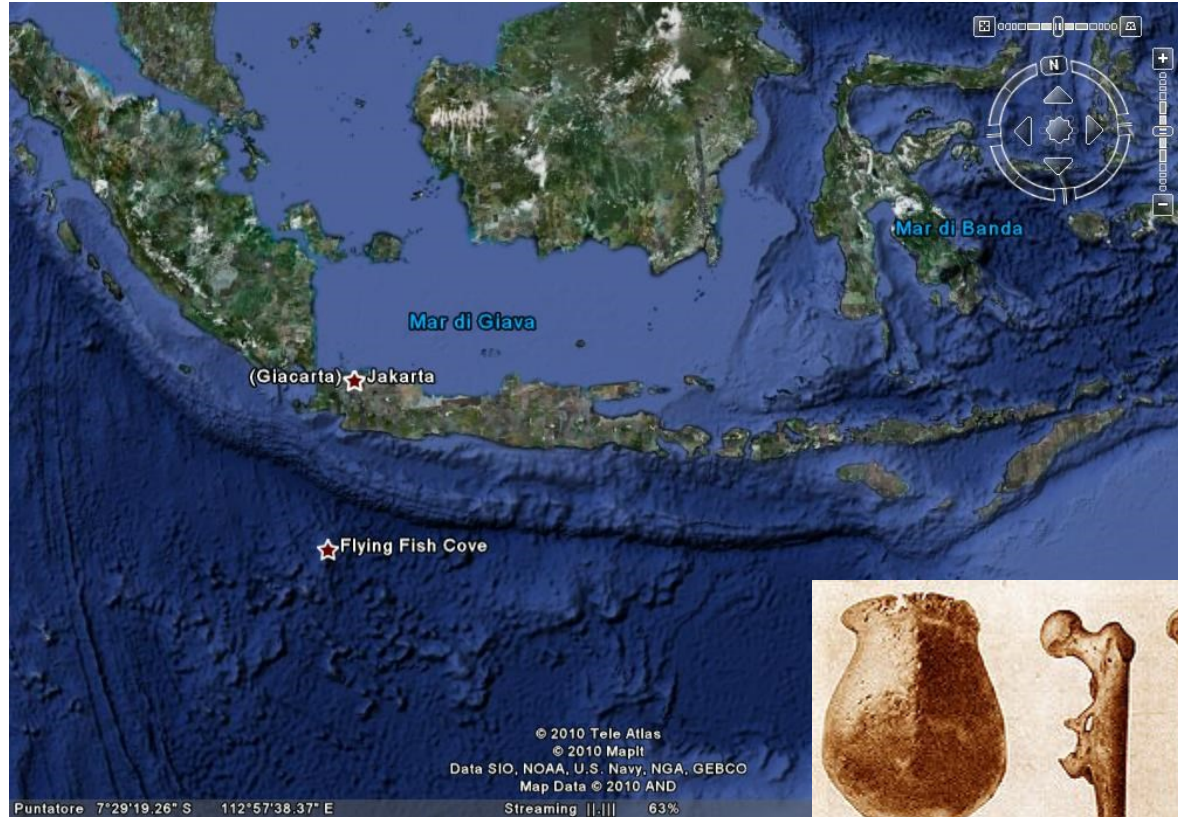 N
Mar di Banda
Mar di Giava
(Giacarta) Jakarta
Flying Fish Cove
© 2010 Tele Atlas
© 2010 MapIt
Data SIO, NOAA, U.S. Navy, NGA, GEBCO
Map Data © 2010 AND
Puntatore 7°29'19.26" S 112°57'38.37" E Streaming ||.||| 63%